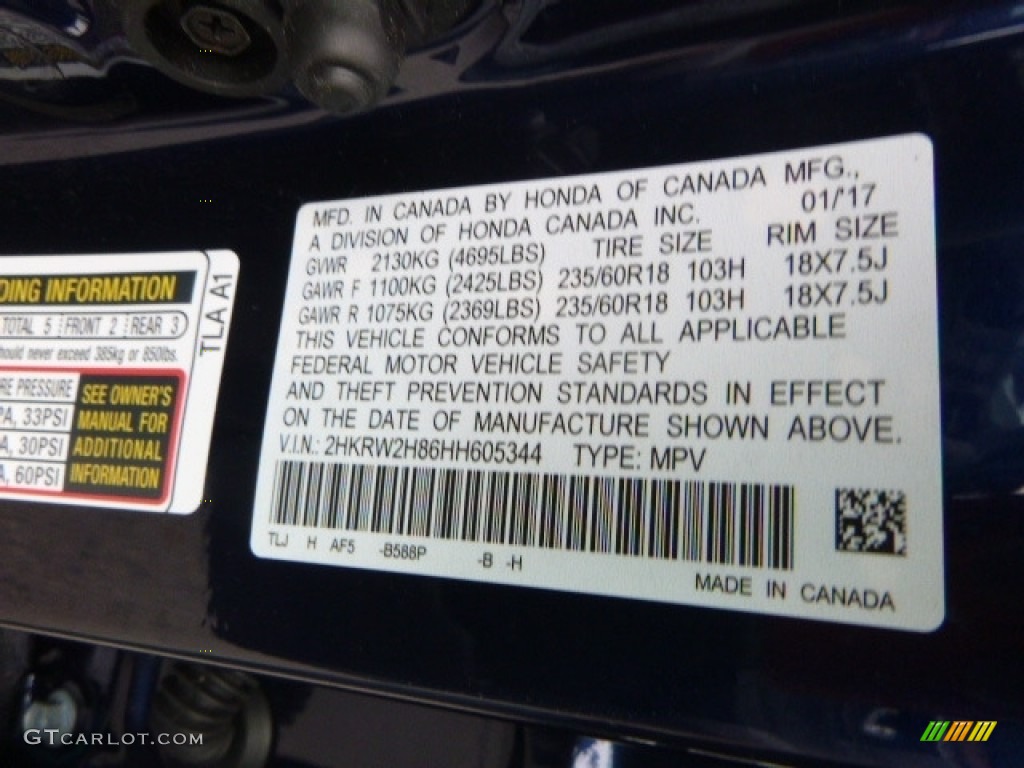 MFD. IN CANADA BY HONDA OF CANADA MFG.,
A DIVISION OF HONDA CANADA INC. 01/'17
GVWR 2130KG (4695LBS) TIRE SIZE RIM SIZE
GAWR F 1100KG (2425LBS) 235/60R18 103H 18X7.5J
GAWR R 1075KG (2369LBS) 235/60R18 103H 18X7.5J
THIS VEHICLE CONFORMS TO ALL APPLICABLE
FEDERAL MOTOR VEHICLE SAFETY
AND THEFT PREVENTION STANDARDS IN EFFECT
ON THE DATE OF MANUFACTURE SHOWN ABOVE.
V.I.N.: 2HKRW2H86HH605344 TYPE: MPV
TLJ H AF5 -B588P -B -H
MADE IN CANADA
INFORMATION
TOTAL 5 FRONT 2 REAR 3
never exceed 385kg or 850lbs.
PRESSURE
33PSI
30PSI
60PSI
SEE OWNER'S
MANUAL FOR
ADDITIONAL
INFORMATION
TLA A1
GTCARLOT.COM